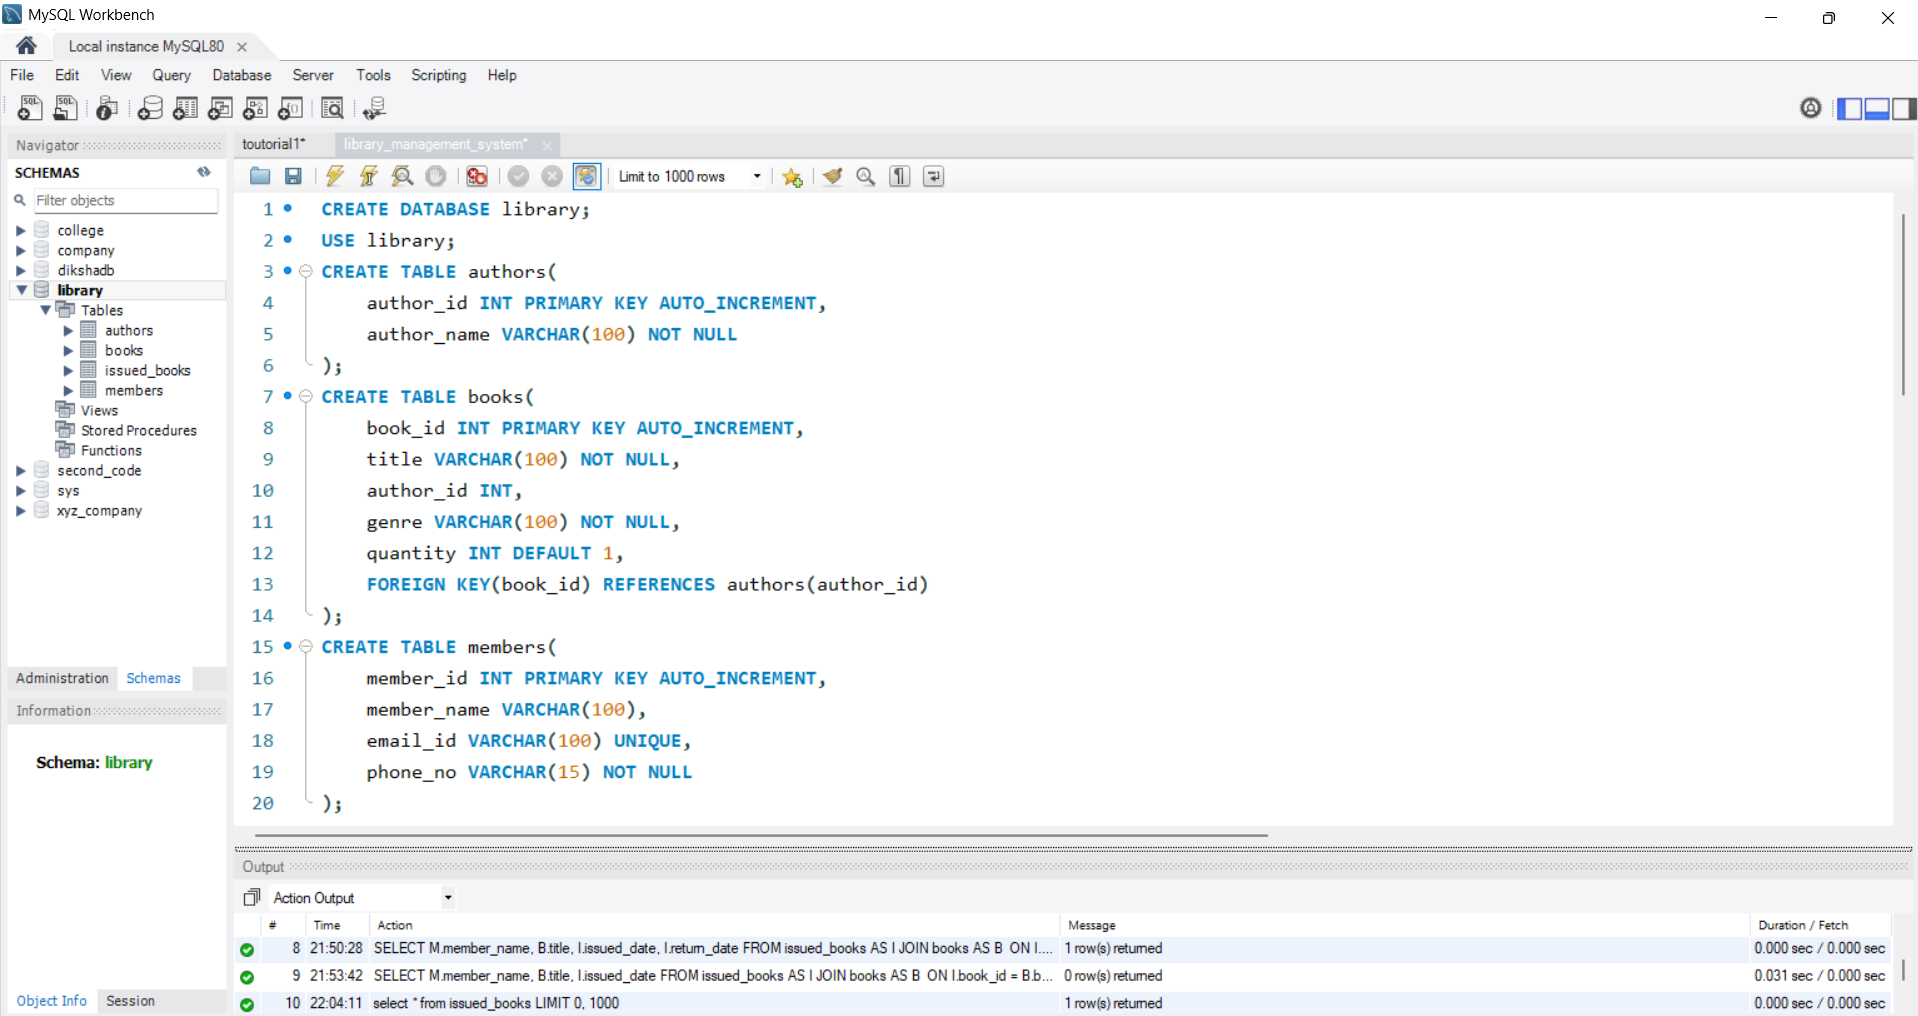 MySQL Workbench
Local instance MySQL80
File Edit View Query Database Server Tools Scripting Help
Navigator
SCHEMAS
Filter objects
college
company
dikshadb
library
Tables
authors
books
issued_books
members
Views
Stored Procedures
Functions
second_code
sys
xyz_company
Administration Schemas
Information
Schema: library
Object Info Session
toutorial1* library_management_system*
Limit to 1000 rows
1 CREATE DATABASE library;
2 USE library;
3 CREATE TABLE authors(
4 author_id INT PRIMARY KEY AUTO_INCREMENT,
5 author_name VARCHAR(100) NOT NULL
6 );
7 CREATE TABLE books(
8 book_id INT PRIMARY KEY AUTO_INCREMENT,
9 title VARCHAR(100) NOT NULL,
10 author_id INT,
11 genre VARCHAR(100) NOT NULL,
12 quantity INT DEFAULT 1,
13 FOREIGN KEY(book_id) REFERENCES authors(author_id)
14 );
15 CREATE TABLE members(
16 member_id INT PRIMARY KEY AUTO_INCREMENT,
17 member_name VARCHAR(100),
18 email_id VARCHAR(100) UNIQUE,
19 phone_no VARCHAR(15) NOT NULL
20 );
Output
Action Output
# Time Action Message Duration / Fetch
8 21:50:28 SELECT M.member_name, B.title, I.issued_date, I.return_date FROM issued_books AS I JOIN books AS B ON I.... 1 row(s) returned 0.000 sec / 0.000 sec
9 21:53:42 SELECT M.member_name, B.title, I.issued_date FROM issued_books AS I JOIN books AS B ON I.book_id = B.b... 0 row(s) returned 0.031 sec / 0.000 sec
10 22:04:11 select * from issued_books LIMIT 0, 1000 1 row(s) returned 0.000 sec / 0.000 sec